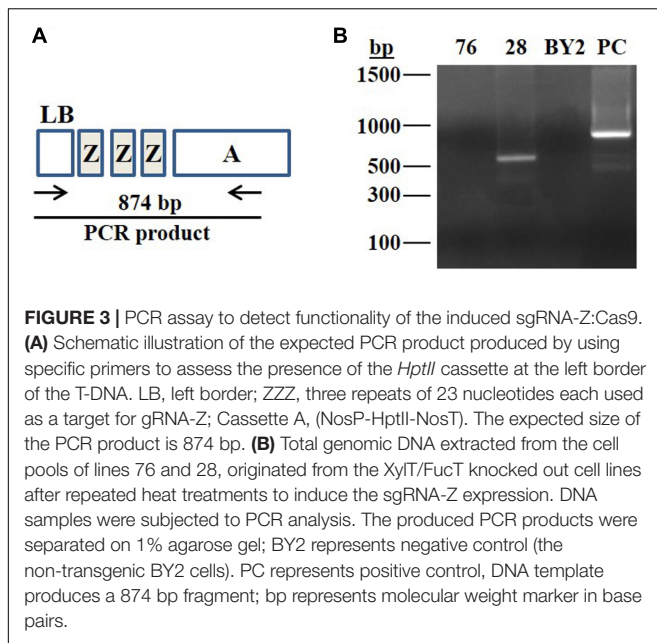 A
LB
Z Z Z A
874 bp
PCR product
B
bp 76 28 BY2 PC
1500
1000
500
300
100
FIGURE 3 | PCR assay to detect functionality of the induced sgRNA-Z:Cas9.
(A) Schematic illustration of the expected PCR product produced by using
specific primers to assess the presence of the HptII cassette at the left border
of the T-DNA. LB, left border; ZZZ, three repeats of 23 nucleotides each used
as a target for gRNA-Z; Cassette A, (NosP-HptII-NosT). The expected size of
the PCR product is 874 bp. (B) Total genomic DNA extracted from the cell
pools of lines 76 and 28, originated from the XylT/FucT knocked out cell lines
after repeated heat treatments to induce the sgRNA-Z expression. DNA
samples were subjected to PCR analysis. The produced PCR products were
separated on 1% agarose gel; BY2 represents negative control (the
non-transgenic BY2 cells). PC represents positive control, DNA template
produces a 874 bp fragment; bp represents molecular weight marker in base
pairs.